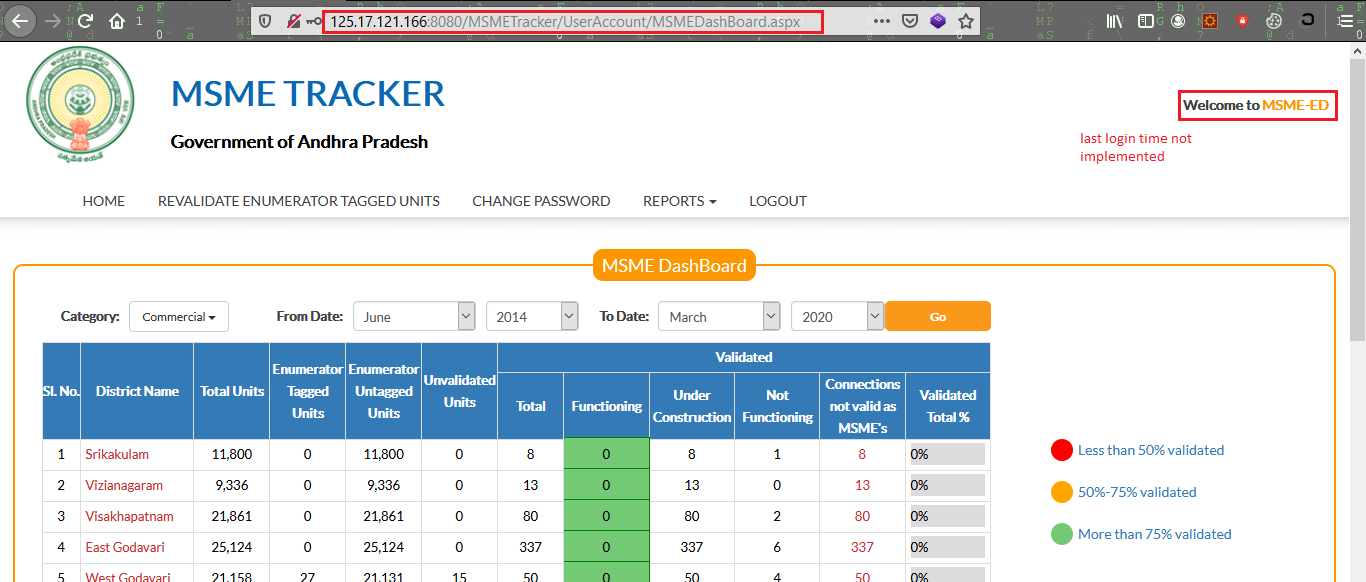 125.17.121.166:8080/MSMETracker/UserAccount/MSMEDashBoard.aspx
MSME TRACKER
Government of Andhra Pradesh
Welcome to MSME-ED
last login time not
implemented
HOME REVALIDATE ENUMERATOR TAGGED UNITS CHANGE PASSWORD REPORTS LOGOUT
MSME DashBoard
Category: Commercial From Date: June 2014 To Date: March 2020 Go
Sl. No. District Name Total Units Enumerator Tagged Units Enumerator Untagged Units Unvalidated Units Validated
Total Functioning Under Construction Not Functioning Connections not valid as MSME's Validated Total %
1 Srikakulam 11,800 0 11,800 0 8 0 8 1 8 0%
2 Vizianagaram 9,336 0 9,336 0 13 0 13 0 13 0%
3 Visakhapatnam 21,861 0 21,861 0 80 0 80 2 80 0%
4 East Godavari 25,124 0 25,124 0 337 0 337 6 337 0%
5 West Godavari 21,158 27 21,131 15 50 0 50 4 50 0%
Less than 50% validated
50%-75% validated
More than 75% validated